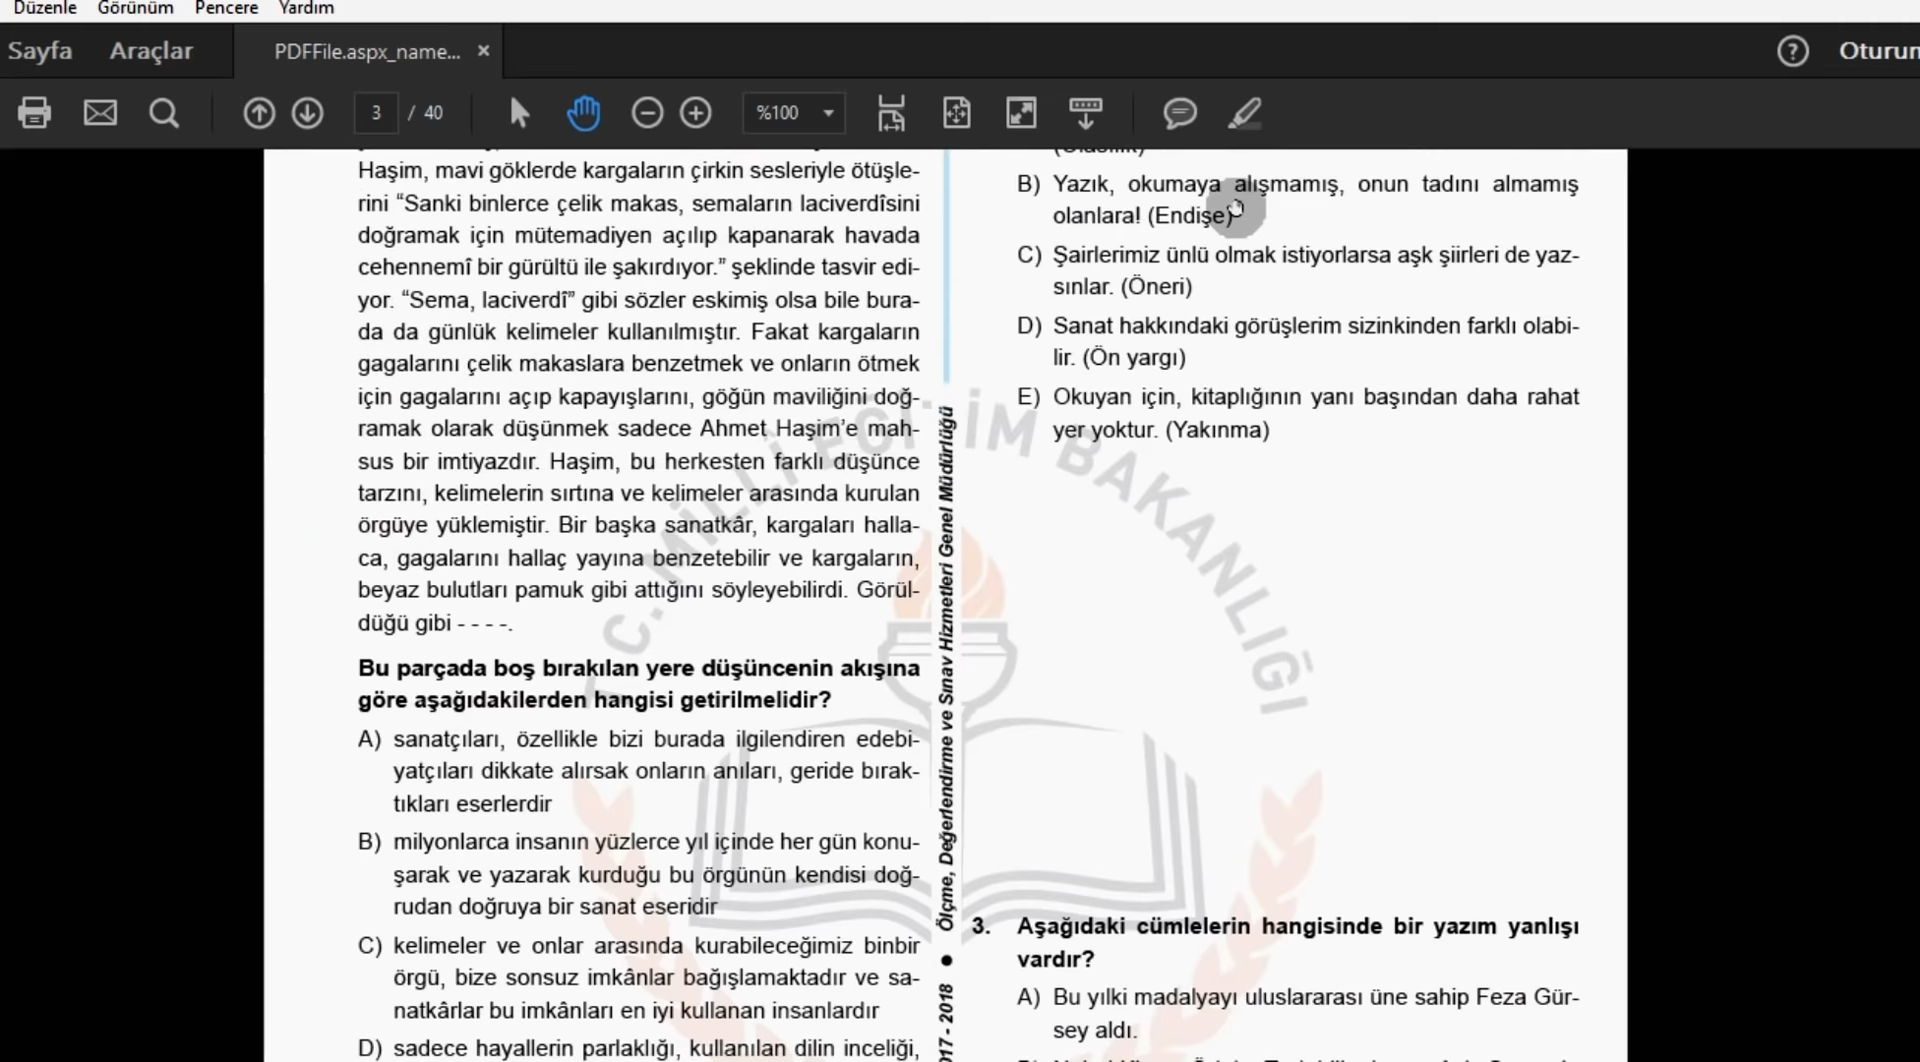 Düzenle Görünüm Pencere Yardım
Sayfa Araçlar PDFFile.aspx_name... × ? Oturun
3 / 40 %100
Haşim, mavi göklerde kargaların çirkin sesleriyle ötüşle-
rini “Sanki binlerce çelik makas, semaların laciverdîsini
doğramak için mütemadiyen açılıp kapanarak havada
cehennemî bir gürültü ile şakırdıyor.” şeklinde tasvir edi-
yor. “Sema, laciverdî” gibi sözler eskimiş olsa bile bura-
da da günlük kelimeler kullanılmıştır. Fakat kargaların
gagalarını çelik makaslara benzetmek ve onların ötmek
için gagalarını açıp kapayışlarını, göğün maviliğini doğ-
ramak olarak düşünmek sadece Ahmet Haşim’e mah-
sus bir imtiyazdır. Haşim, bu herkesten farklı düşünce
tarzını, kelimelerin sırtına ve kelimeler arasında kurulan
örgüye yüklemiştir. Bir başka sanatkâr, kargaları halla-
ca, gagalarını hallaç yayına benzetebilir ve kargaların,
beyaz bulutları pamuk gibi attığını söyleyebilirdi. Görül-
düğü gibi - - - -.
Bu parçada boş bırakılan yere düşüncenin akışına
göre aşağıdakilerden hangisi getirilmelidir?
A) sanatçıları, özellikle bizi burada ilgilendiren edebi-
yatçıları dikkate alırsak onların anıları, geride bırak-
tıkları eserlerdir
B) milyonlarca insanın yüzlerce yıl içinde her gün konu-
şarak ve yazarak kurduğu bu örgünün kendisi doğ-
rudan doğruya bir sanat eseridir
C) kelimeler ve onlar arasında kurabileceğimiz binbir
örgü, bize sonsuz imkânlar bağışlamaktadır ve sa-
natkârlar bu imkânları en iyi kullanan insanlardır
D) sadece hayallerin parlaklığı, kullanılan dilin inceliği,
017 - 2018 ● Ölçme, Değerlendirme ve Sınav Hizmetleri Genel Müdürlüğü
B) Yazık, okumaya alışmamış, onun tadını almamış
olanlara! (Endişe)
C) Şairlerimiz ünlü olmak istiyorlarsa aşk şiirleri de yaz-
sınlar. (Öneri)
D) Sanat hakkındaki görüşlerim sizinkinden farklı olabi-
lir. (Ön yargı)
E) Okuyan için, kitaplığının yanı başından daha rahat
yer yoktur. (Yakınma)
3. Aşağıdaki cümlelerin hangisinde bir yazım yanlışı
vardır?
A) Bu yılki madalyayı uluslararası üne sahip Feza Gür-
sey aldı.
T.C. MİLLÎ EĞİTİM BAKANLIĞI